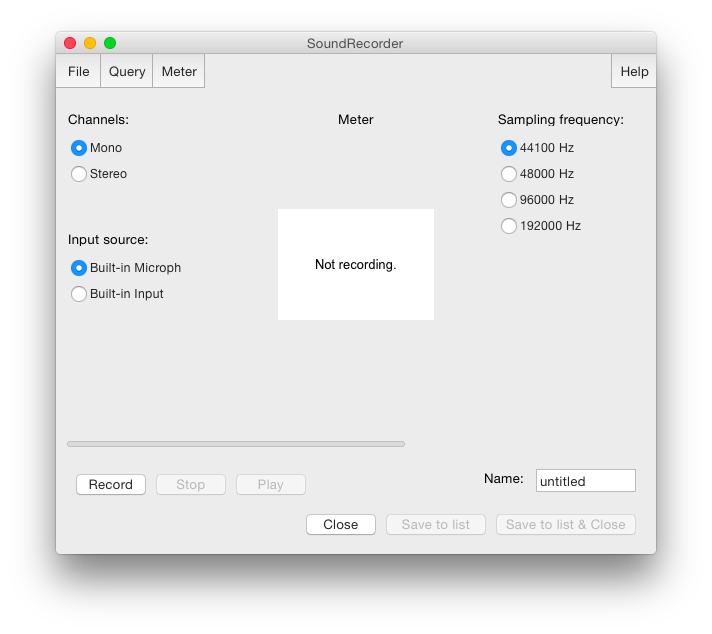 SoundRecorder
File Query Meter Help
Channels: Meter Sampling frequency:
Mono 44100 Hz
Stereo 48000 Hz
96000 Hz
192000 Hz
Input source:
Built-in Microph
Built-in Input
Not recording.
Record Stop Play Name: untitled
Close Save to list Save to list & Close